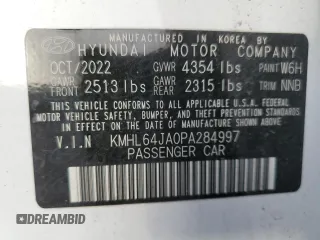 MANUFACTURED IN KOREA BY
HYUNDAI MOTOR COMPANY
OCT/2022 GVWR 4354 lbs PAINT W6H
GAWR FRONT 2513 lbs GAWR REAR 2315 lbs TRIM NNB
THIS VEHICLE CONFORMS TO ALL APPLICABLE
U.S. FEDERAL MOTOR VEHICLE
SAFETY, BUMPER, AND THEFT PREVENTION
STANDARDS IN EFFECT ON THE DATE OF
MANUFACTURE SHOWN ABOVE.
V.I.N KMHL64JA0PA284997
PASSENGER CAR
© DREAMBID
DREAMBID.COM